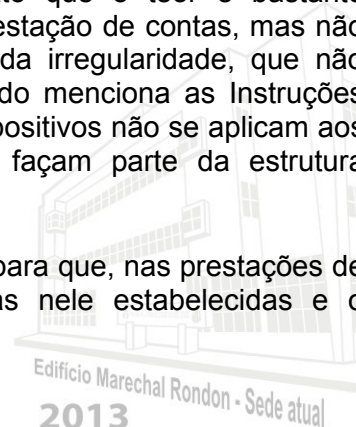 que o teor é bastante
estação de contas, mas não
da irregularidade, que não
do menciona as Instruções
positivos não se aplicam aos
façam parte da estrutura
para que, nas prestações de
as nele estabelecidas e o
Edifício Marechal Rondon - Sede atual
2013